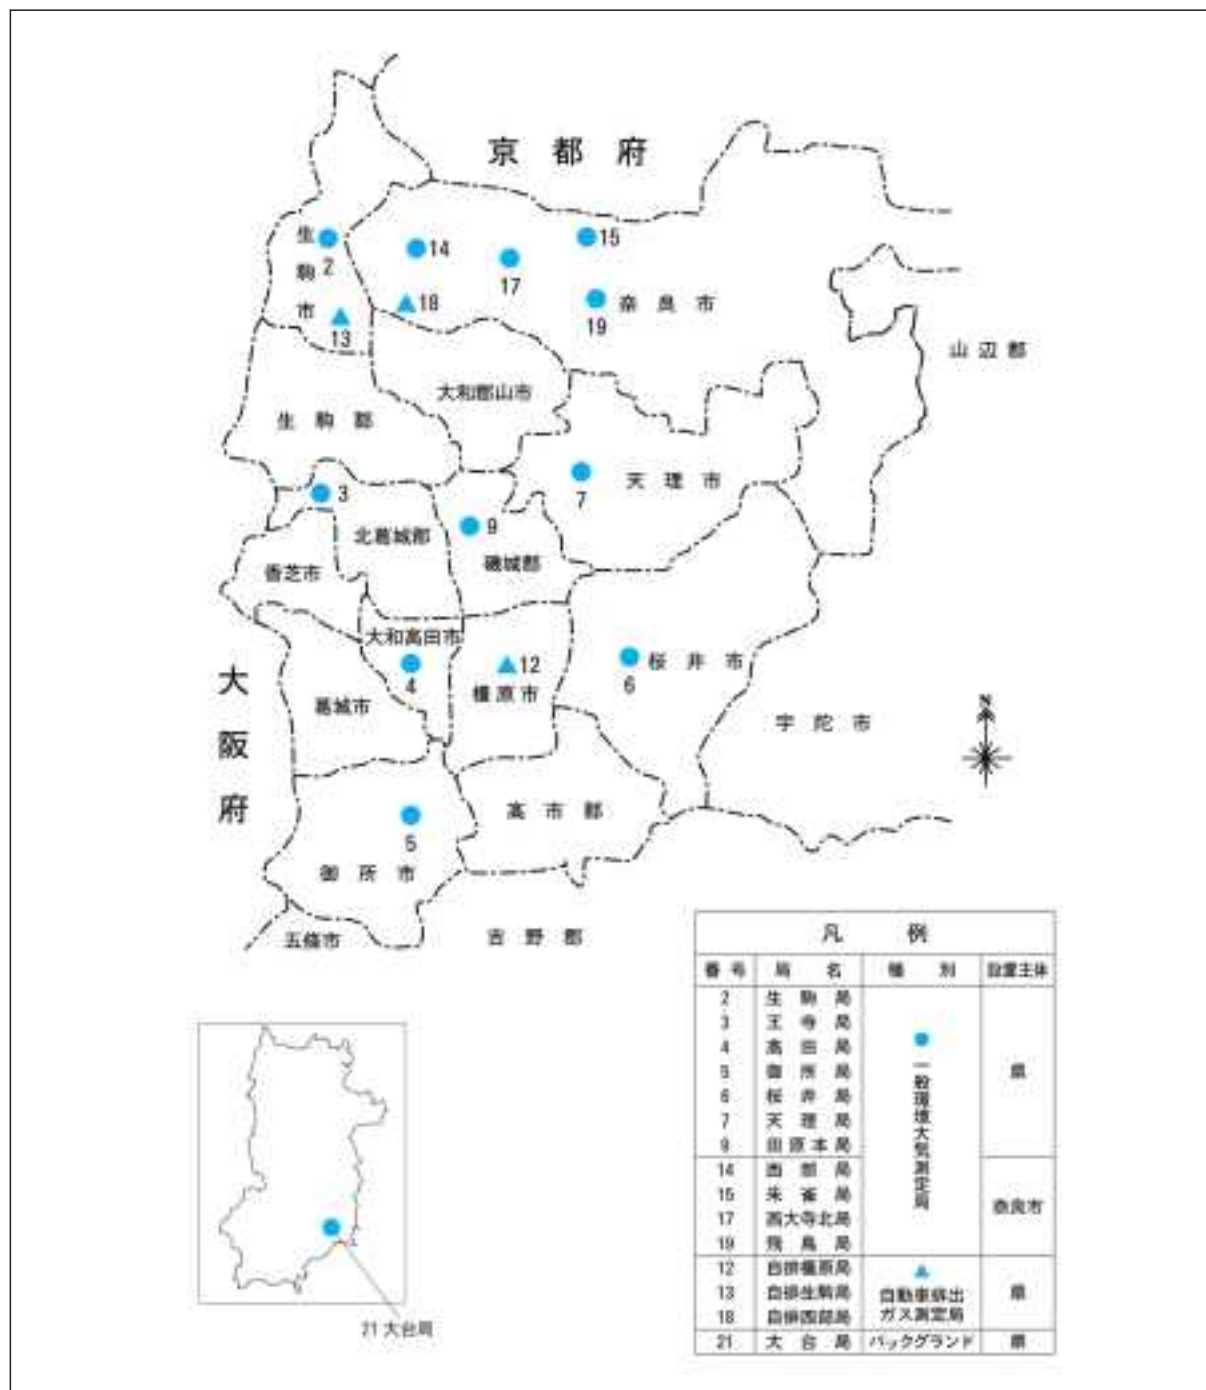 京都府
生駒市
2
14
17
15
18
19
奈良市
13
山辺郡
大和郡山市
生駒郡
3
7
天理市
9
北葛城郡
磯城郡
香芝市
大和高田市
4
12
橿原市
6
桜井市
葛城市
大阪府
宇陀市
N
5
高市郡
御所市
五條市
吉野郡
凡例
番号 局名 種別 設置主体
2 生駒局
3 王寺局
4 高田局
5 御所局
6 桜井局
7 天理局
9 田原本局
一般環境大気測定局
県
14 西部局
15 朱雀局
17 西大寺北局
19 飛鳥局
奈良市
12 自排橿原局
13 自排生駒局
18 自排西部局
自動車排出
ガス測定局
県
21 大台局 バックグランド 県
21 大台局